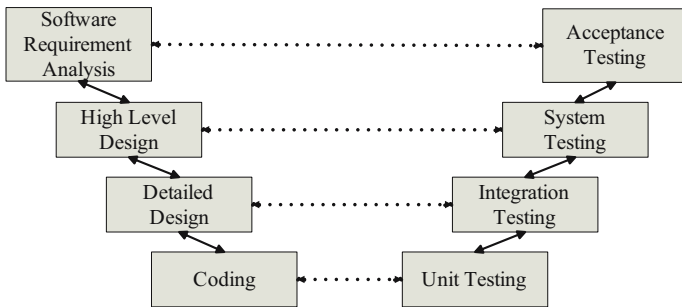 Software
Requirement
Analysis
Acceptance
Testing
High Level
Design
System
Testing
Detailed
Design
Integration
Testing
Coding
Unit Testing